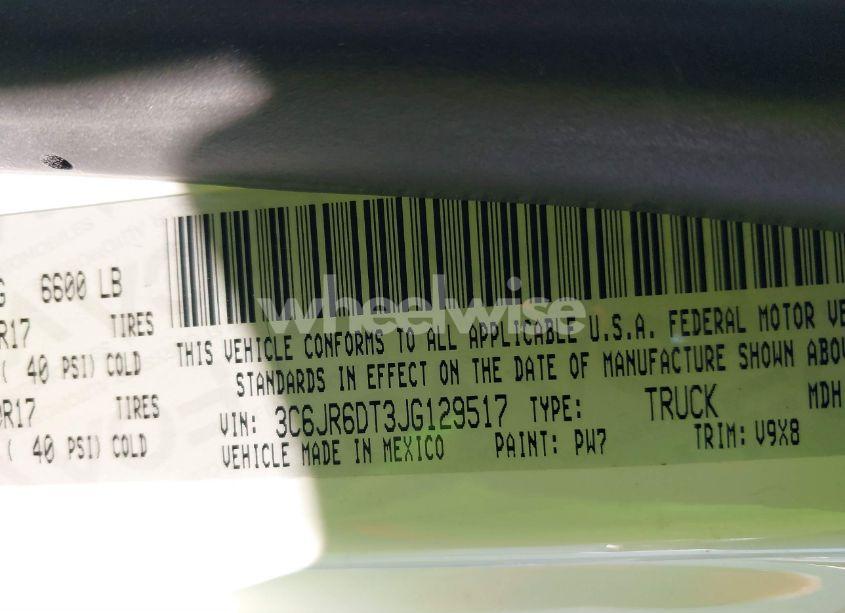 G 6600 LB
R17 TIRES
( 40 PSI) COLD
R17 TIRES
( 40 PSI) COLD
wheelwise
THIS VEHICLE CONFORMS TO ALL APPLICABLE U.S.A. FEDERAL MOTOR VE
STANDARDS IN EFFECT ON THE DATE OF MANUFACTURE SHOWN ABOV
VIN: 3C6JR6DT3JG129517 TYPE: TRUCK MDH
VEHICLE MADE IN MEXICO PAINT: PW7 TRIM: V9X8